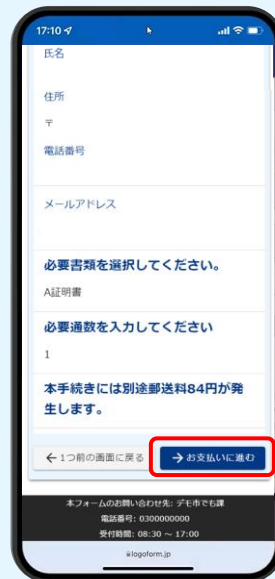 17:10
氏名
住所
〒
電話番号
メールアドレス
必要書類を選択してください。
A証明書
必要通数を入力してください
1
本手続きには別途郵送料84円が発
生します。
←1つ前の画面に戻る
→お支払いに進む
本フォームのお問い合わせ先: デモ市でも課
電話番号: 0300000000
受付時間: 08:30 ～ 17:00
logoform.jp